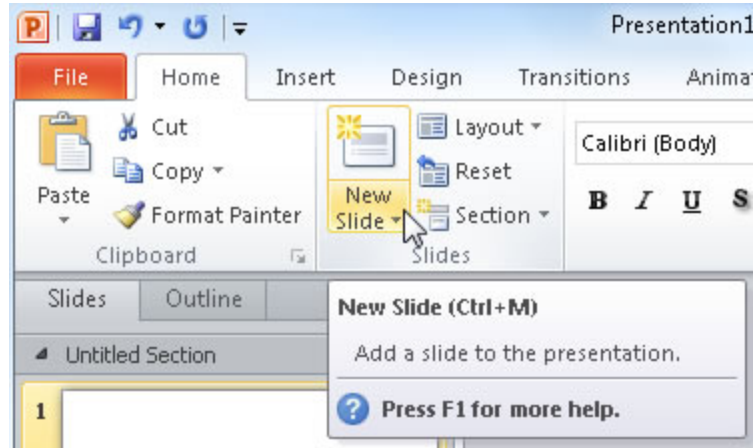 P
Presentation1
File Home Insert Design Transitions Anima
Cut
Copy
Format Painter
Paste
Clipboard
New
Slide
Layout
Reset
Section
Slides
Calibri (Body)
B I U S
Slides Outline
Untitled Section
1
New Slide (Ctrl+M)
Add a slide to the presentation.
? Press F1 for more help.